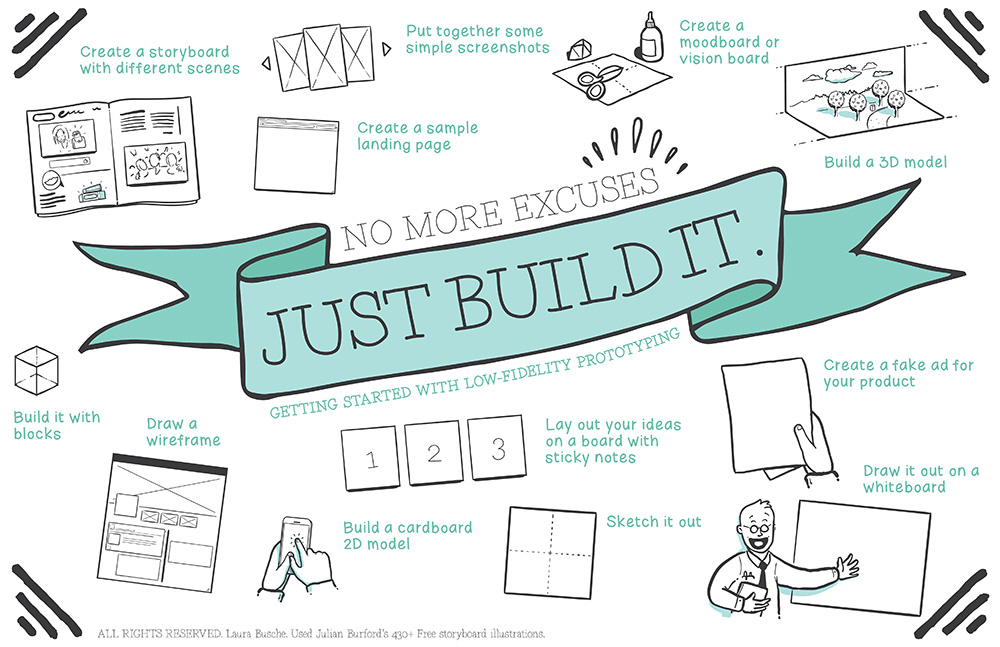 Create a storyboard
with different scenes
Put together some
simple screenshots
Create a
moodboard or
vision board
Create a sample
landing page
Build a 3D model
NO MORE EXCUSES
JUST BUILD IT.
GETTING STARTED WITH LOW-FIDELITY PROTOTYPING
Build it with
blocks
Draw a
wireframe
1
2
3
Lay out your ideas
on a board with
sticky notes
Create a fake ad for
your product
Build a cardboard
2D model
Sketch it out
Draw it out on a
whiteboard
ALL RIGHTS RESERVED. Laura Busche. Used Julian Burford's 430+ Free storyboard illustrations.